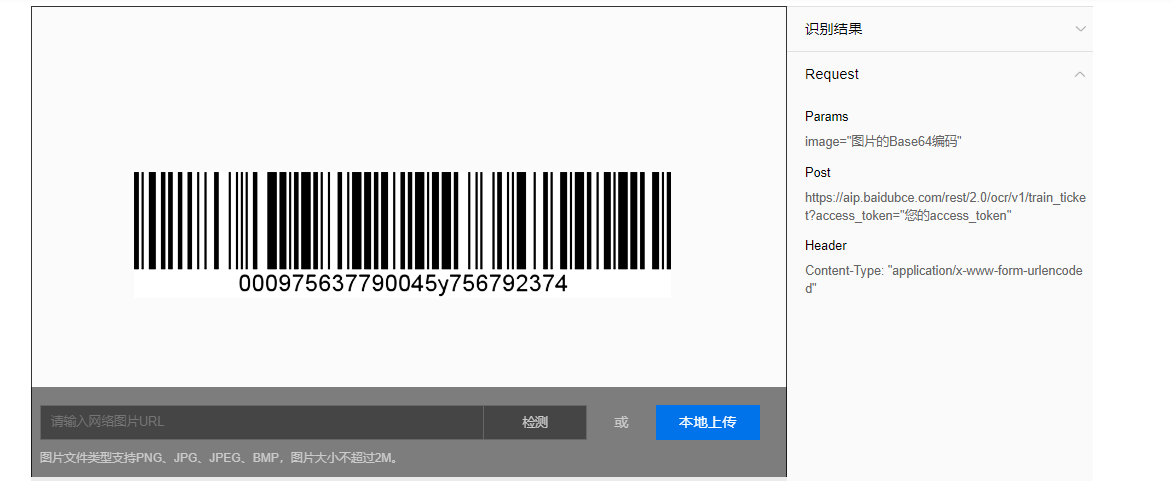 000975637790045y756792374
请输入网络图片URL
检测
或
本地上传
图片文件类型支持PNG、JPG、JPEG、BMP，图片大小不超过2M。
识别结果
Request
Params
image="图片的Base64编码"
Post
https://aip.baidubce.com/rest/2.0/ocr/v1/train_ticke
t?access_token="您的access_token"
Header
Content-Type: "application/x-www-form-urlencode
d"